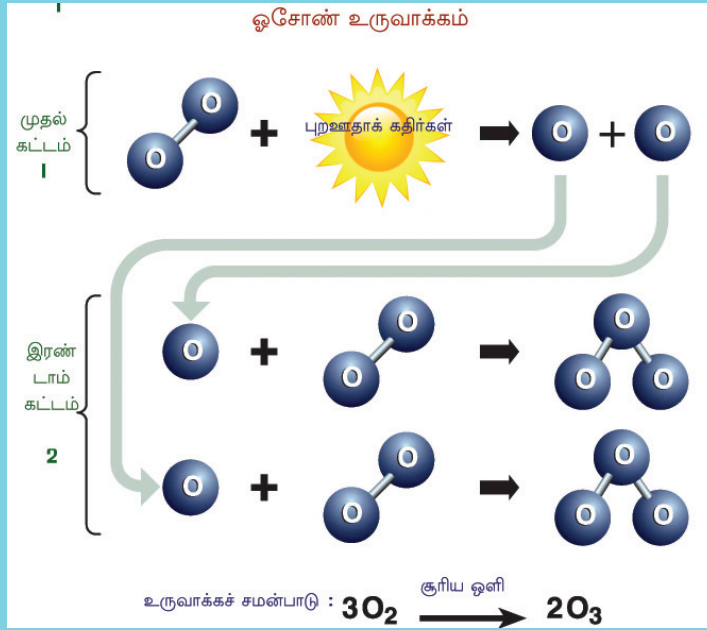 ஓசோண் உருவாக்கம்
முதல்
கட்டம்
1
O
O
+
புறஊதாக் கதிர்கள்
O + O
இரண்
டாம்
கட்டம்
2
O + O O O O O
O + O O O O O
உருவாக்கச் சமன்பாடு : 3O₂ சூரிய ஒளி 2O₃